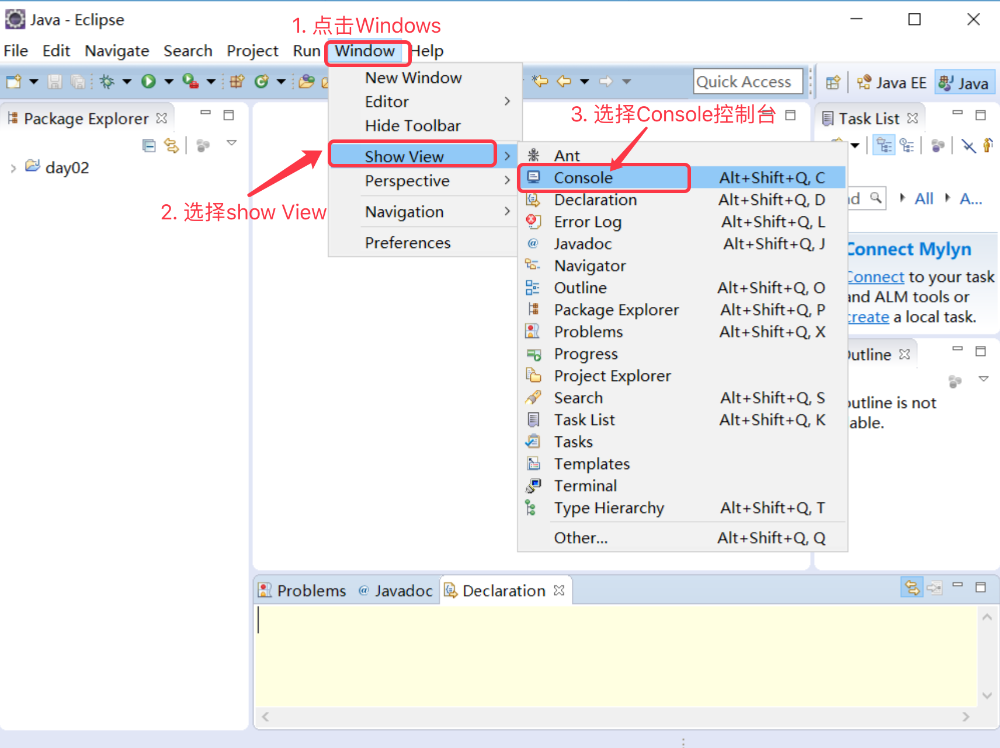 Java - Eclipse
1. 点击Windows
File Edit Navigate Search Project Run Window Help
New Window
Editor
Hide Toolbar
Show View
Perspective
Navigation
Preferences
Quick Access
Java EE
Java
Package Explorer
day02
2. 选择show View
3. 选择Console控制台
Ant
Console Alt+Shift+Q, C
Declaration Alt+Shift+Q, D
Error Log Alt+Shift+Q, L
Javadoc Alt+Shift+Q, J
Navigator
Outline Alt+Shift+Q, O
Package Explorer Alt+Shift+Q, P
Problems Alt+Shift+Q, X
Progress
Project Explorer
Search Alt+Shift+Q, S
Task List Alt+Shift+Q, K
Tasks
Templates
Terminal
Type Hierarchy Alt+Shift+Q, T
Other... Alt+Shift+Q, Q
Task List
All
A...
Connect Mylyn
Connect to your task
and ALM tools or
create a local task.
Outline
outline is not
able.
Problems
Javadoc
Declaration